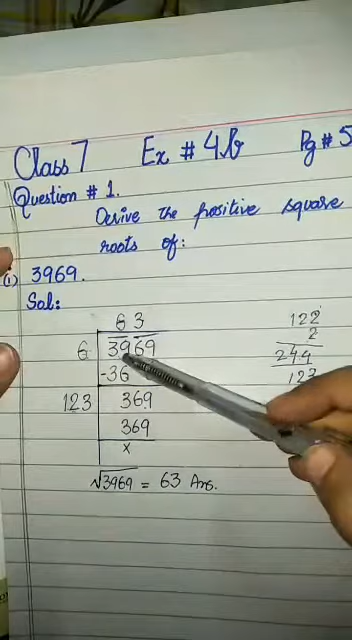 Class 7 Ex # 4b Pg # 5
Question # 1.
Derive the positive square
roots of:
(i) 3969.
Sol:
63
6 3969
-36
123 369
369
x
√3969 = 63 Ans.
122
2
244
123